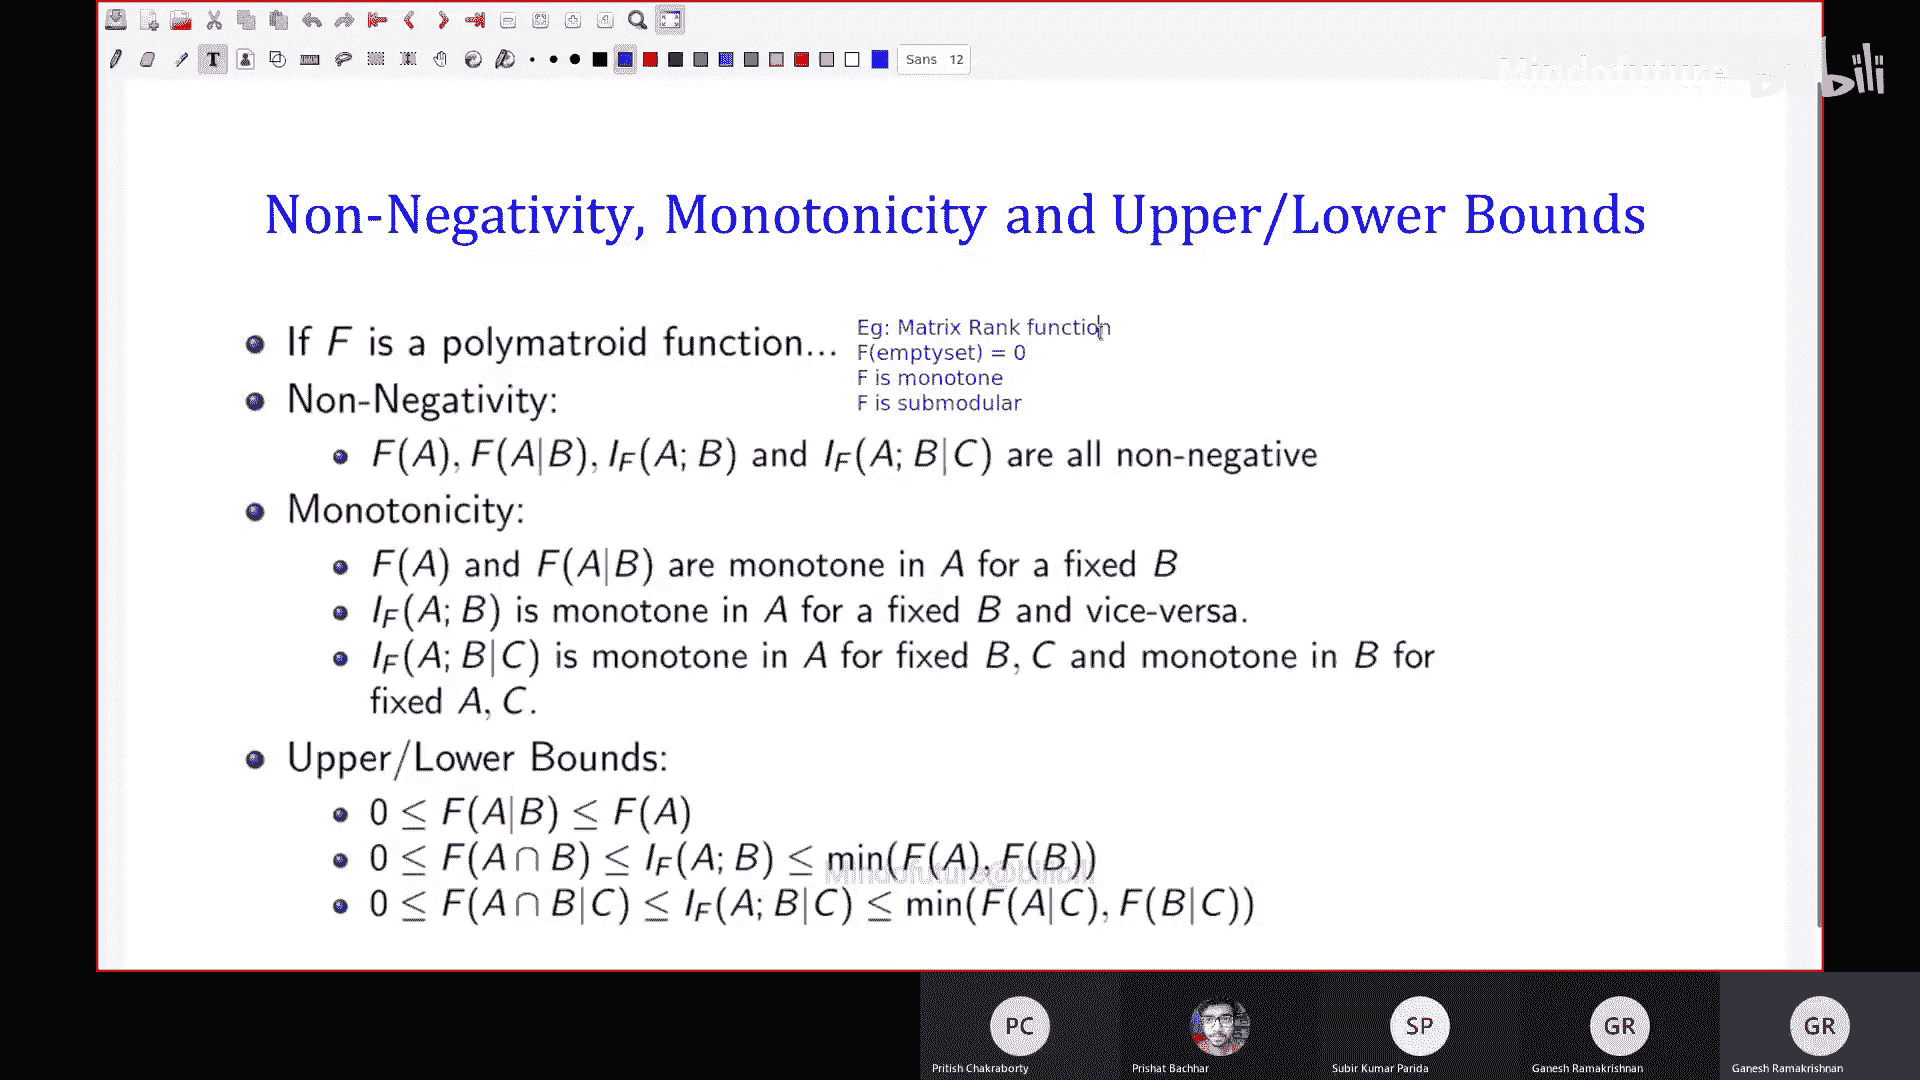 Sans 12
Mindofuture bilibili
Non-Negativity, Monotonicity and Upper/Lower Bounds
If F is a polymatroid function...
Eg: Matrix Rank function
F(emptyset) = 0
F is monotone
F is submodular
Non-Negativity:
F(A), F(A|B), I_F(A; B) and I_F(A; B|C) are all non-negative
Monotonicity:
F(A) and F(A|B) are monotone in A for a fixed B
I_F(A; B) is monotone in A for a fixed B and vice-versa.
I_F(A; B|C) is monotone in A for fixed B, C and monotone in B for
fixed A, C.
Upper/Lower Bounds:
0 ≤ F(A|B) ≤ F(A)
0 ≤ F(A ∩ B) ≤ I_F(A; B) ≤ min(F(A), F(B))
Mindofuture@bilibili
0 ≤ F(A ∩ B|C) ≤ I_F(A; B|C) ≤ min(F(A|C), F(B|C))
PC SP GR GR
Pritish Chakraborty Prishat Bachhar Subir Kumar Parida Ganesh Ramakrishnan Ganesh Ramakrishnan